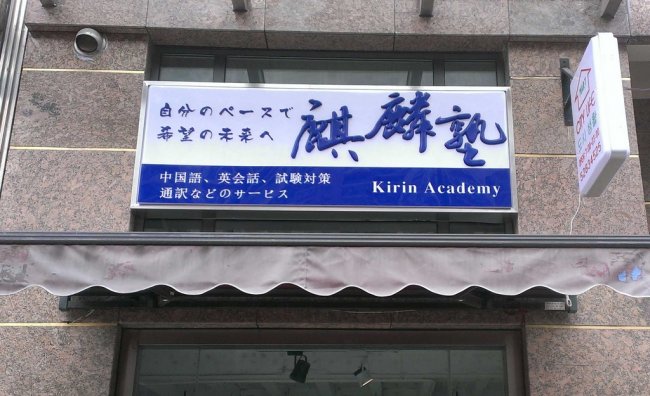 自分のペースで
希望の未来へ
麒麟塾
中国語、英会話、試験対策
通訳などのサービス
Kirin Academy